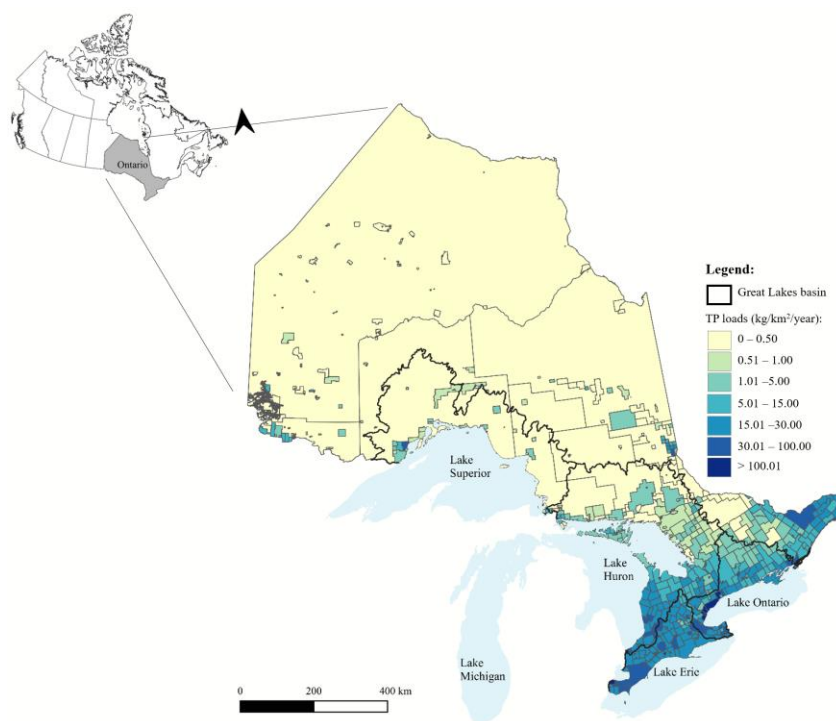 Ontario
Legend:
Great Lakes basin
TP loads (kg/km²/year):
0 – 0.50
0.51 – 1.00
1.01 –5.00
5.01 – 15.00
15.01 –30.00
30.01 – 100.00
> 100.01
Lake
Superior
Lake
Huron
Lake Ontario
Lake
Michigan
Lake Erie
0 200 400 km